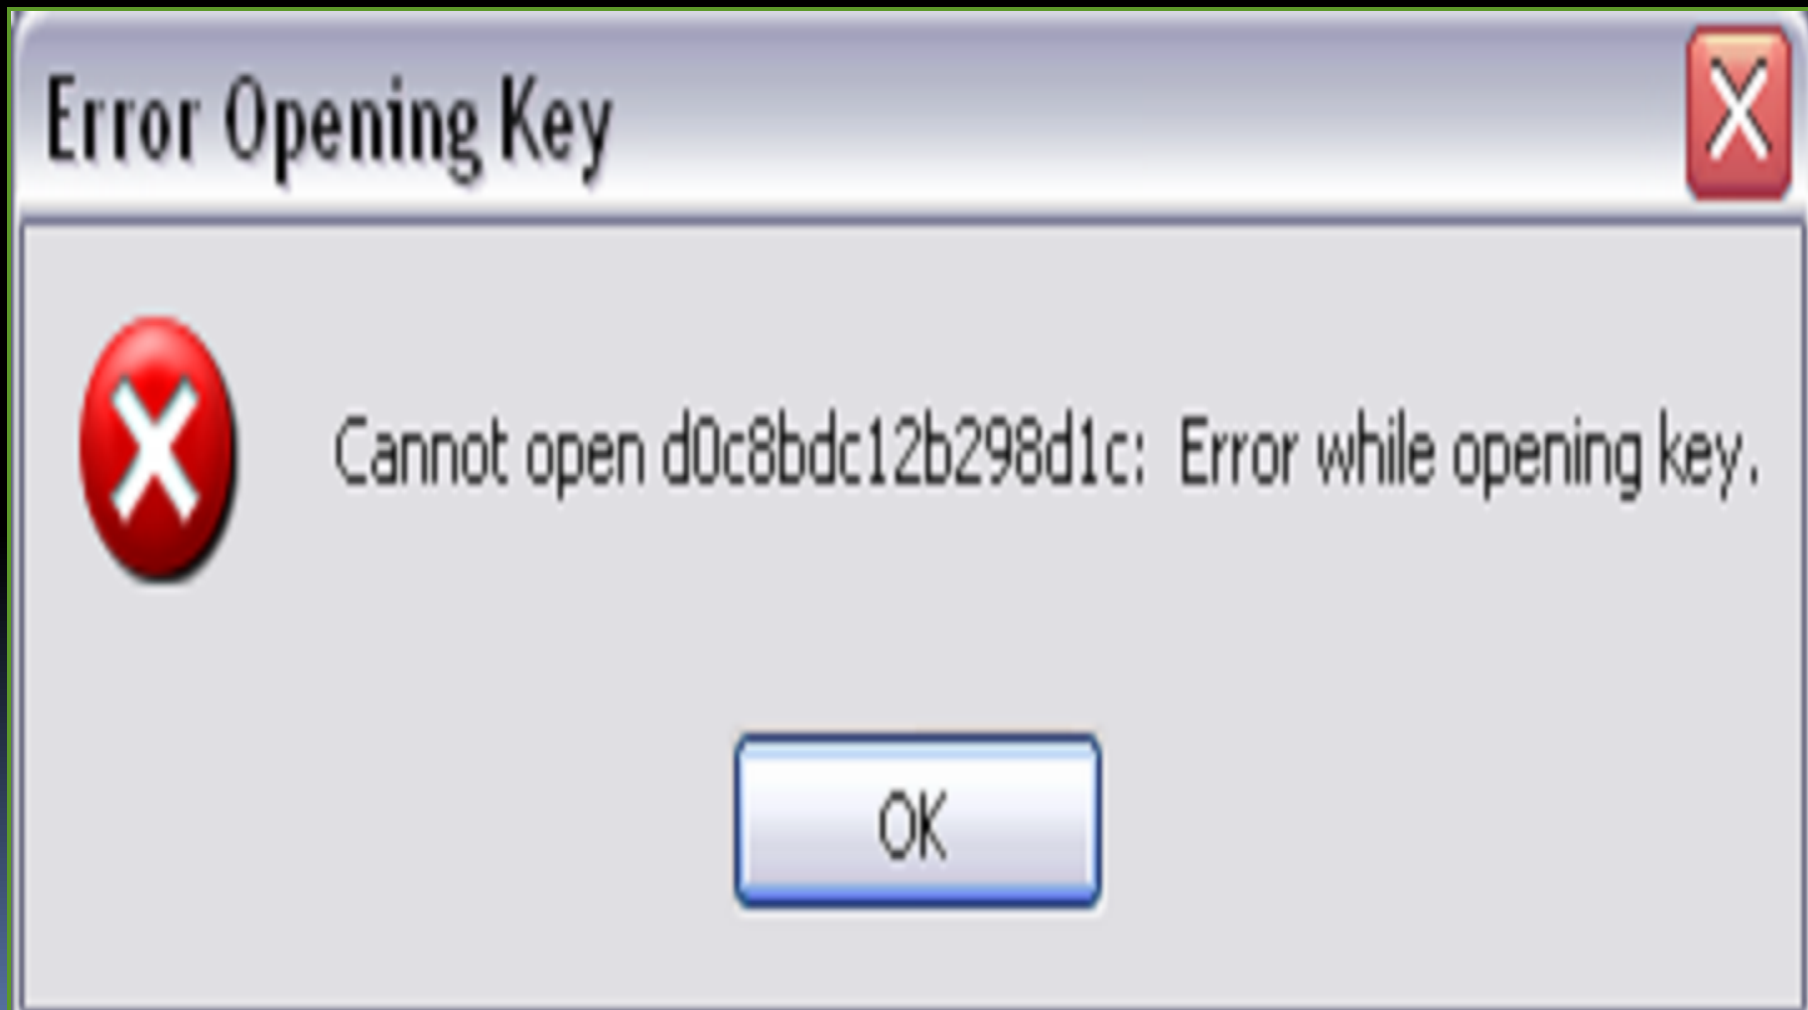 Error Opening Key
Cannot open d0c8bdc12b298d1c: Error while opening key.
OK